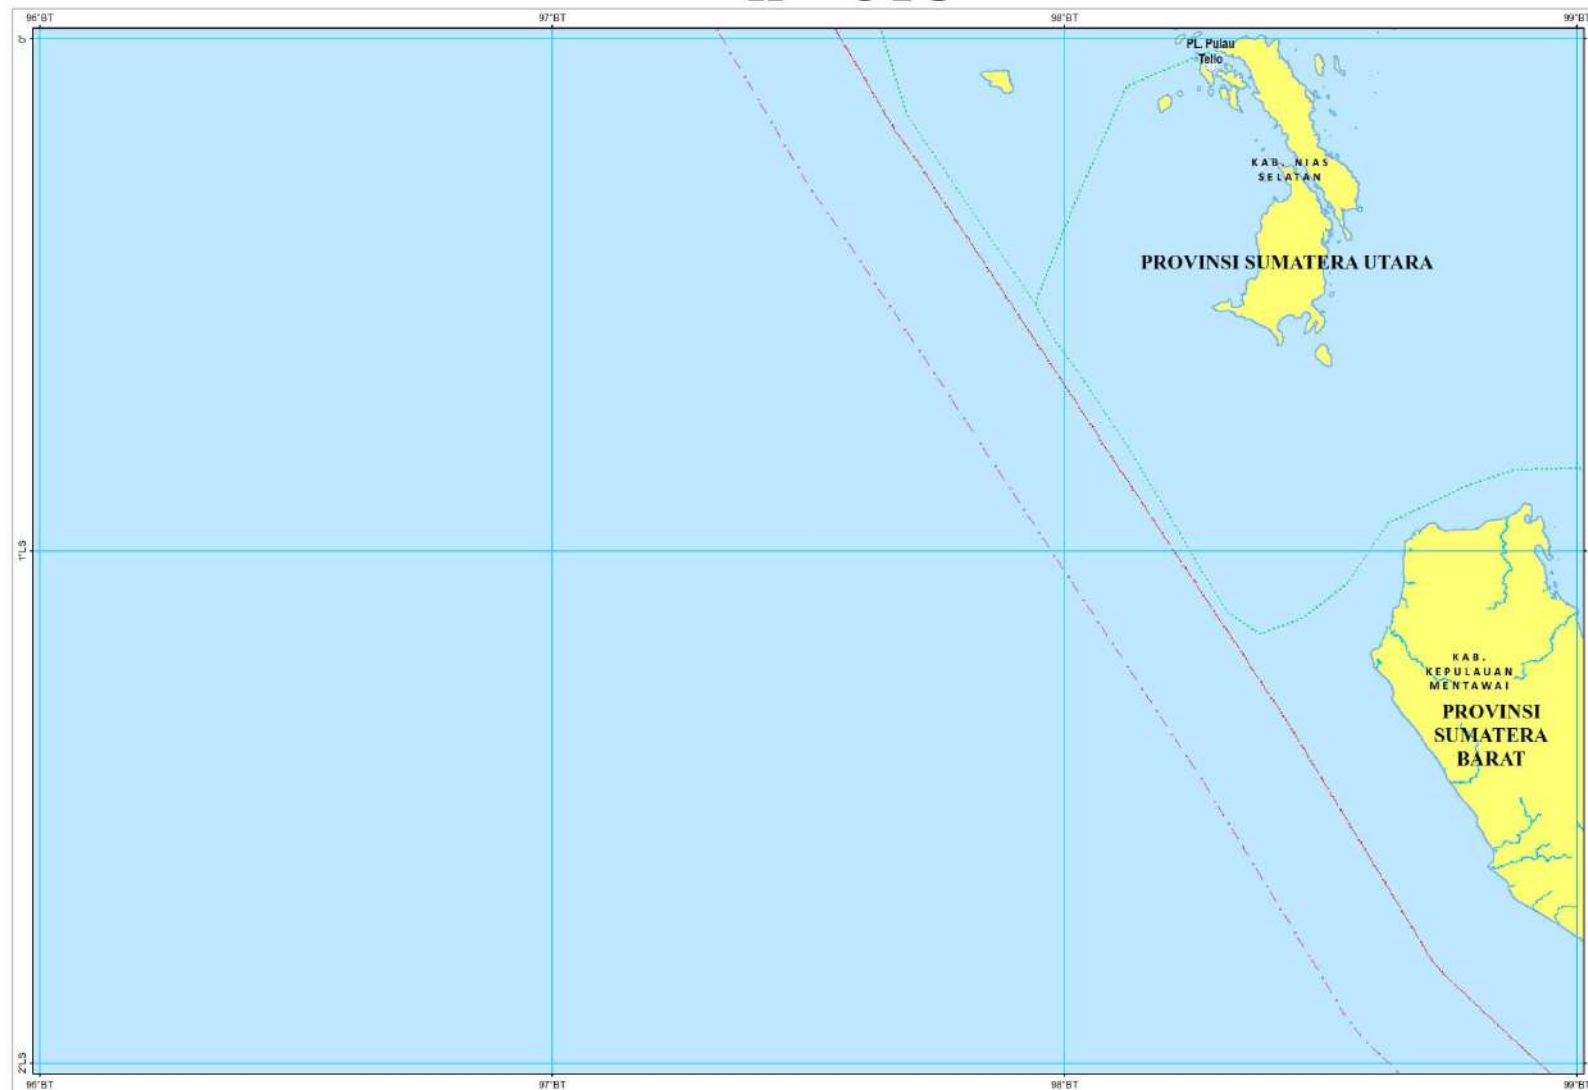 96°BT
97°BT
98°BT
99°BT
0°
PL. Pulau
Tello
KAB. NIAS
SELATAN
PROVINSI SUMATERA UTARA
1°LS
KAB.
KEPULAUAN
MENTAWAI
PROVINSI
SUMATERA
BARAT
2°LS
96°BT
97°BT
98°BT
99°BT